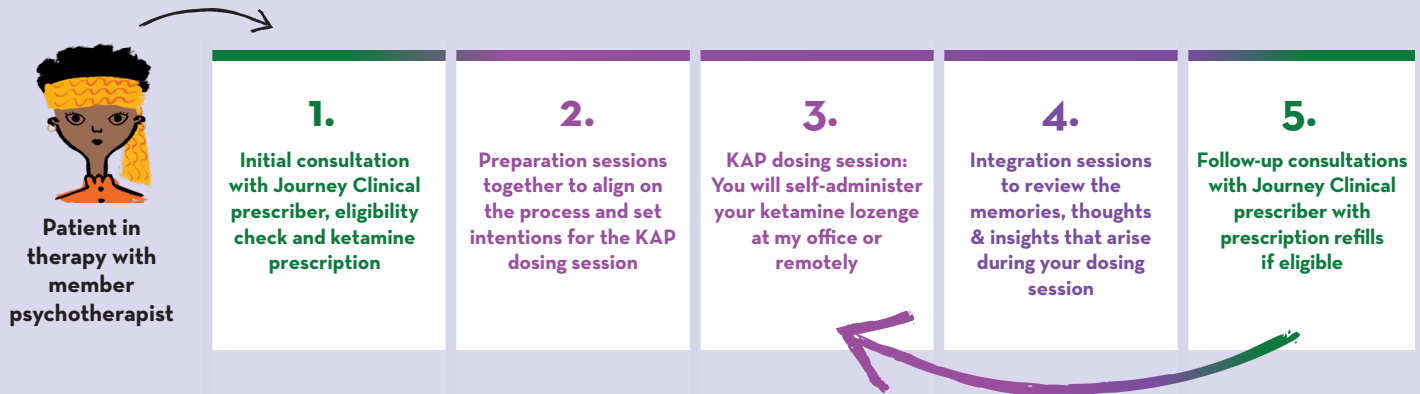 Patient in
therapy with
member
psychotherapist
1.
Initial consultation
with Journey Clinical
prescriber, eligibility
check and ketamine
prescription
2.
Preparation sessions
together to align on
the process and set
intentions for the KAP
dosing session
3.
KAP dosing session:
You will self-administer
your ketamine lozenge
at my office or
remotely
4.
Integration sessions
to review the
memories, thoughts
& insights that arise
during your dosing
session
5.
Follow-up consultations
with Journey Clinical
prescriber with
prescription refills
if eligible